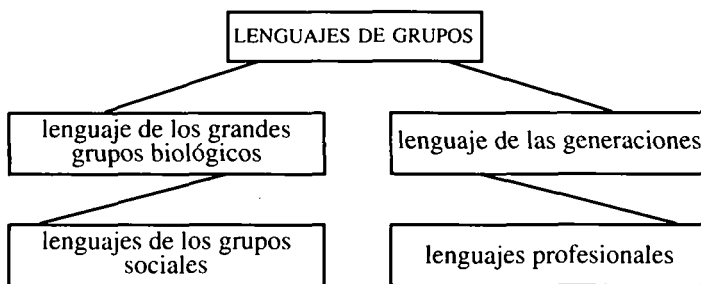 LENGUAJES DE GRUPOS
lenguaje de los grandes
grupos biológicos
lenguaje de las generaciones
lenguajes de los grupos
sociales
lenguajes profesionales